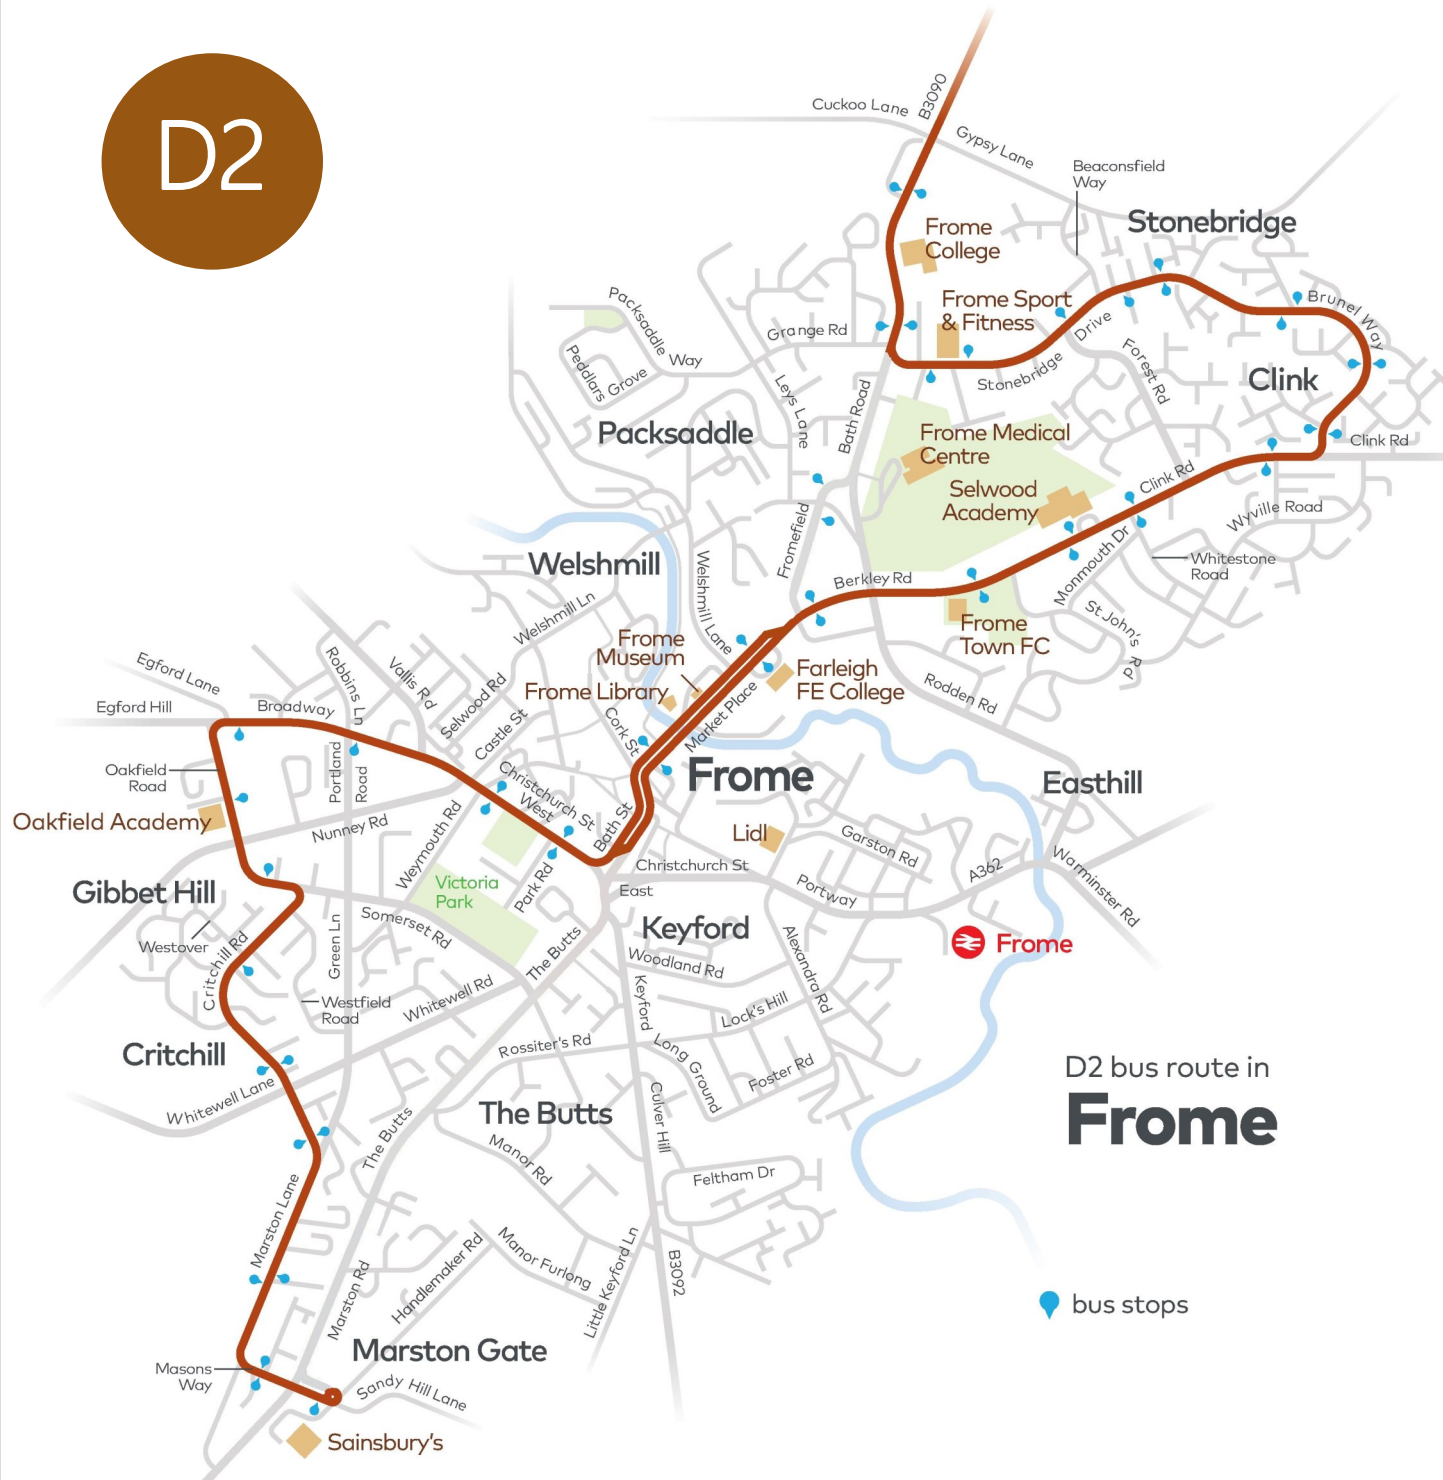 D2
B3090
Cuckoo Lane
Gypsy Lane
Beaconsfield
Way
Stonebridge
Frome
College
Frome Sport
& Fitness
Brunel Way
Packsaddle
Way
Grange Rd
Drive
Stonebridge
Forest Rd
Clink
Peddlars
Grove
Leys Lane
Bath Road
Packsaddle
Frome Medical
Centre
Clink Rd
Clink Rd
Selwood
Academy
Wyville Road
Fromefield
Monmouth Dr
Whitestone
Road
Welshmill
Welshmill Lane
Berkley Rd
Welshmill Ln
St John's Rd
Frome
Town FC
Frome
Museum
Frome Library
Farleigh
FE College
Rodden Rd
Egford Lane
Robbins Ln
Vallis Rd
Selwood Rd
Egford Hill
Broadway
Castle St
Cork St
Market Place
Oakfield
Road
Portland
Road
Frome
Easthill
Christchurch St
West
Bath St
Oakfield Academy
Nunney Rd
Weymouth Rd
Lidl
Garston Rd
Christchurch St
East
A362
Warminster Rd
Park Rd
Victoria
Park
Portway
Gibbet Hill
Somerset Rd
Keyford
Westover
Critchill Rd
Green Ln
The Butts
Alexandra Rd
Frome
Woodland Rd
Westfield
Road
Whitewell Rd
Keyford
Lock's Hill
Critchill
Rossiter's Rd
Long Ground
Foster Rd
D2 bus route in
Frome
Whitewell Lane
The Butts
The Butts
Culver Hill
Manor Rd
Feltham Dr
Marston Lane
Marston Rd
Handlemaker Rd
Manor Furlong
Little Keyford Ln
B3092
bus stops
Marston Gate
Masons
Way
Sandy Hill Lane
Sainsbury's